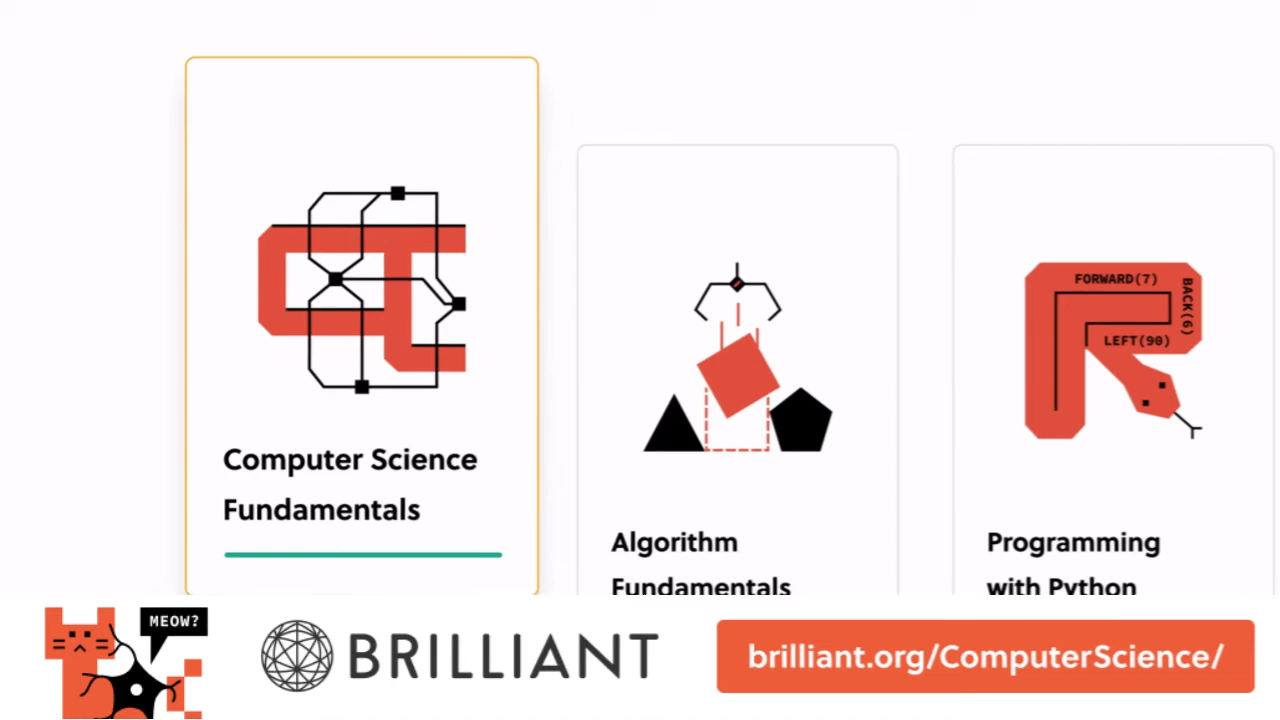 FORWARD(7)
BACK(6)
LEFT(90)
Computer Science
Fundamentals
Algorithm
Fundamentals
Programming
with Python
MEOW?
BRILLIANT
brilliant.org/ComputerScience/